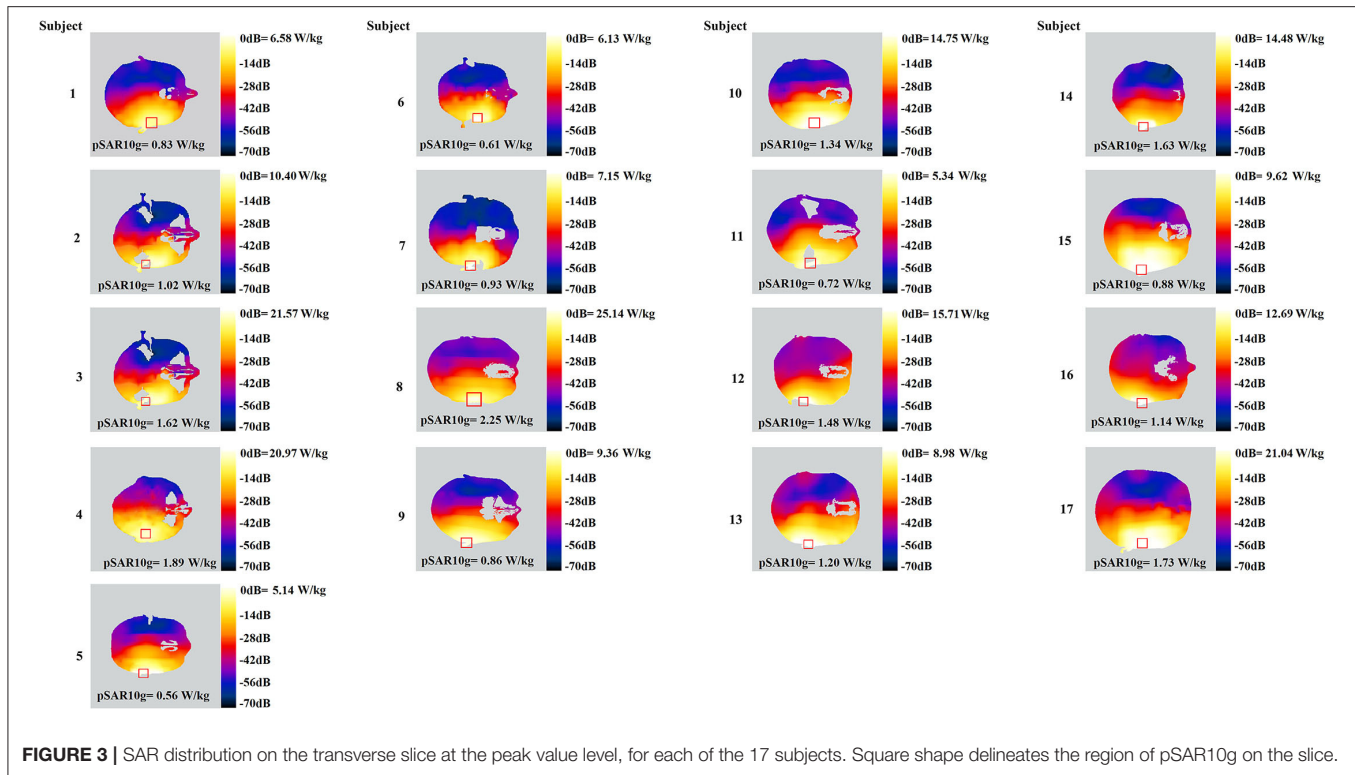 Subject
0dB= 6.58 W/kg
-14dB
-28dB
1
-42dB
-56dB
pSAR10g= 0.83 W/kg
-70dB
0dB= 10.40 W/kg
-14dB
-28dB
2
-42dB
-56dB
pSAR10g= 1.02 W/kg
-70dB
0dB= 21.57 W/kg
-14dB
-28dB
3
-42dB
-56dB
pSAR10g= 1.62 W/kg
-70dB
0dB= 20.97 W/kg
-14dB
-28dB
4
-42dB
-56dB
pSAR10g= 1.89 W/kg
-70dB
0dB= 5.14 W/kg
-14dB
-28dB
5
-42dB
-56dB
pSAR10g= 0.56 W/kg
-70dB
Subject
0dB= 6.13 W/kg
-14dB
-28dB
6
-42dB
-56dB
pSAR10g= 0.61 W/kg
-70dB
0dB= 7.15 W/kg
-14dB
-28dB
7
-42dB
-56dB
pSAR10g= 0.93 W/kg
-70dB
0dB= 25.14 W/kg
-14dB
-28dB
8
-42dB
-56dB
pSAR10g= 2.25 W/kg
-70dB
0dB= 9.36 W/kg
-14dB
-28dB
9
-42dB
-56dB
pSAR10g= 0.86 W/kg
-70dB
Subject
0dB =14.75 W/kg
-14dB
-28dB
10
-42dB
-56dB
pSAR10g= 1.34 W/kg
-70dB
0dB= 5.34 W/kg
-14dB
-28dB
11
-42dB
-56dB
pSAR10g= 0.72 W/kg
-70dB
0dB= 15.71 W/kg
-14dB
-28dB
12
-42dB
-56dB
pSAR10g= 1.48 W/kg
-70dB
0dB= 8.98 W/kg
-14dB
-28dB
13
-42dB
-56dB
pSAR10g= 1.20 W/kg
-70dB
Subject
0dB= 14.48 W/kg
-14dB
-28dB
14
-42dB
-56dB
pSAR10g= 1.63 W/kg
-70dB
0dB= 9.62 W/kg
-14dB
-28dB
15
-42dB
-56dB
pSAR10g= 0.88 W/kg
-70dB
0dB= 12.69 W/kg
-14dB
-28dB
16
-42dB
-56dB
pSAR10g= 1.14 W/kg
-70dB
0dB= 21.04 W/kg
-14dB
-28dB
17
-42dB
-56dB
pSAR10g= 1.73 W/kg
-70dB
FIGURE 3 | SAR distribution on the transverse slice at the peak value level, for each of the 17 subjects. Square shape delineates the region of pSAR10g on the slice.